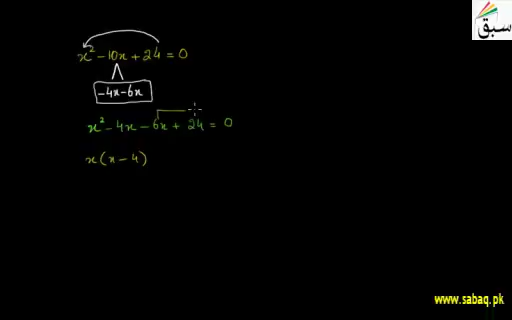 سبق
x² - 10x + 24 = 0
-4x - 6x
x² - 4x - 6x + 24 = 0
x(x - 4)
www.sabaq.pk